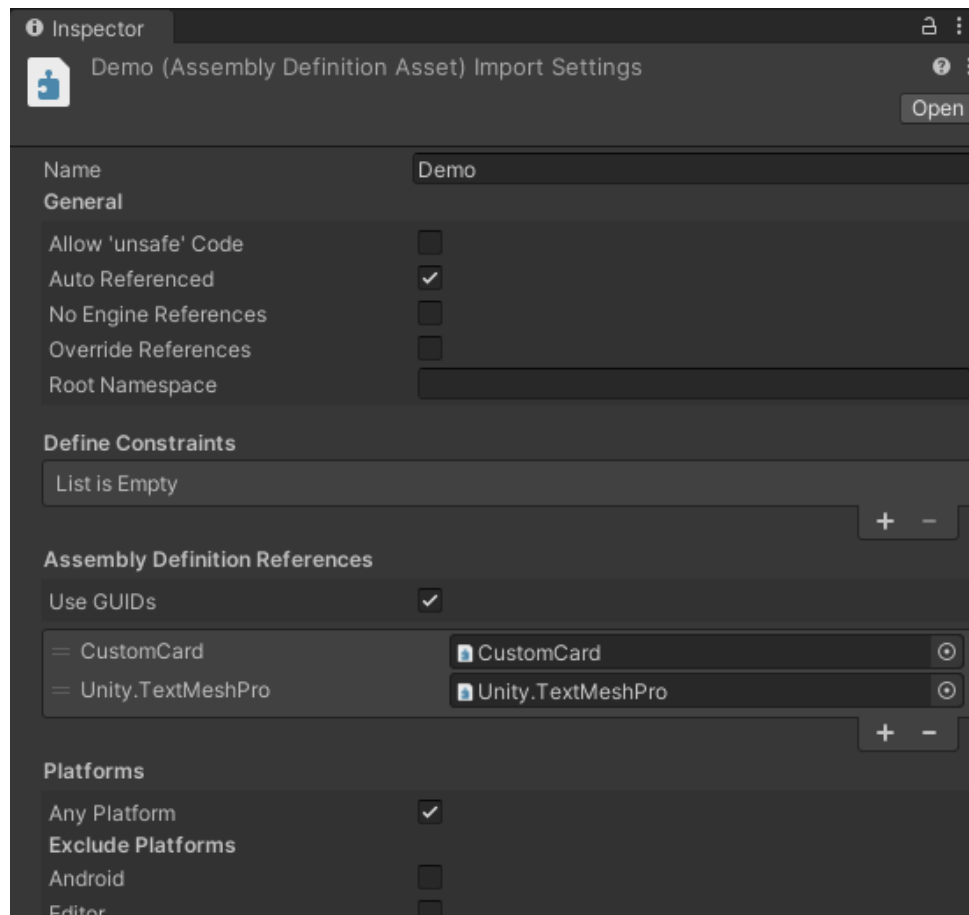 Inspector
Demo (Assembly Definition Asset) Import Settings
Open
Name Demo
General
Allow 'unsafe' Code
Auto Referenced
No Engine References
Override References
Root Namespace
Define Constraints
List is Empty
Assembly Definition References
Use GUIDs
CustomCard CustomCard
Unity.TextMeshPro Unity.TextMeshPro
Platforms
Any Platform
Exclude Platforms
Android
Editor